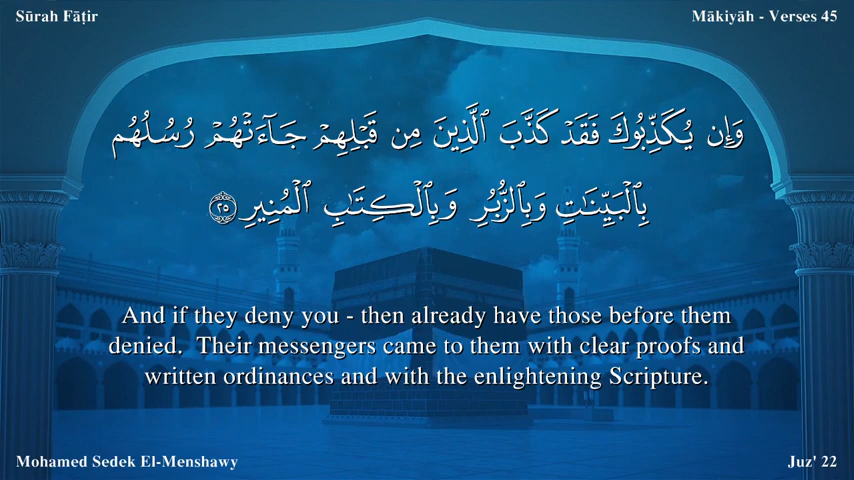 Sūrah Fāṭir
Mākiyāh - Verses 45
وَإِن يُكَذِّبُوكَ فَقَدْ كَذَّبَ ٱلَّذِينَ مِن قَبْلِهِمْ جَآءَتْهُمْ رُسُلُهُم
بِٱلْبَيِّنَـٰتِ وَبِٱلزُّبُرِ وَبِٱلْكِتَـٰبِ ٱلْمُنِيرِ ٢٥
And if they deny you - then already have those before them
denied.  Their messengers came to them with clear proofs and
written ordinances and with the enlightening Scripture.
Mohamed Sedek El-Menshawy
Juz' 22